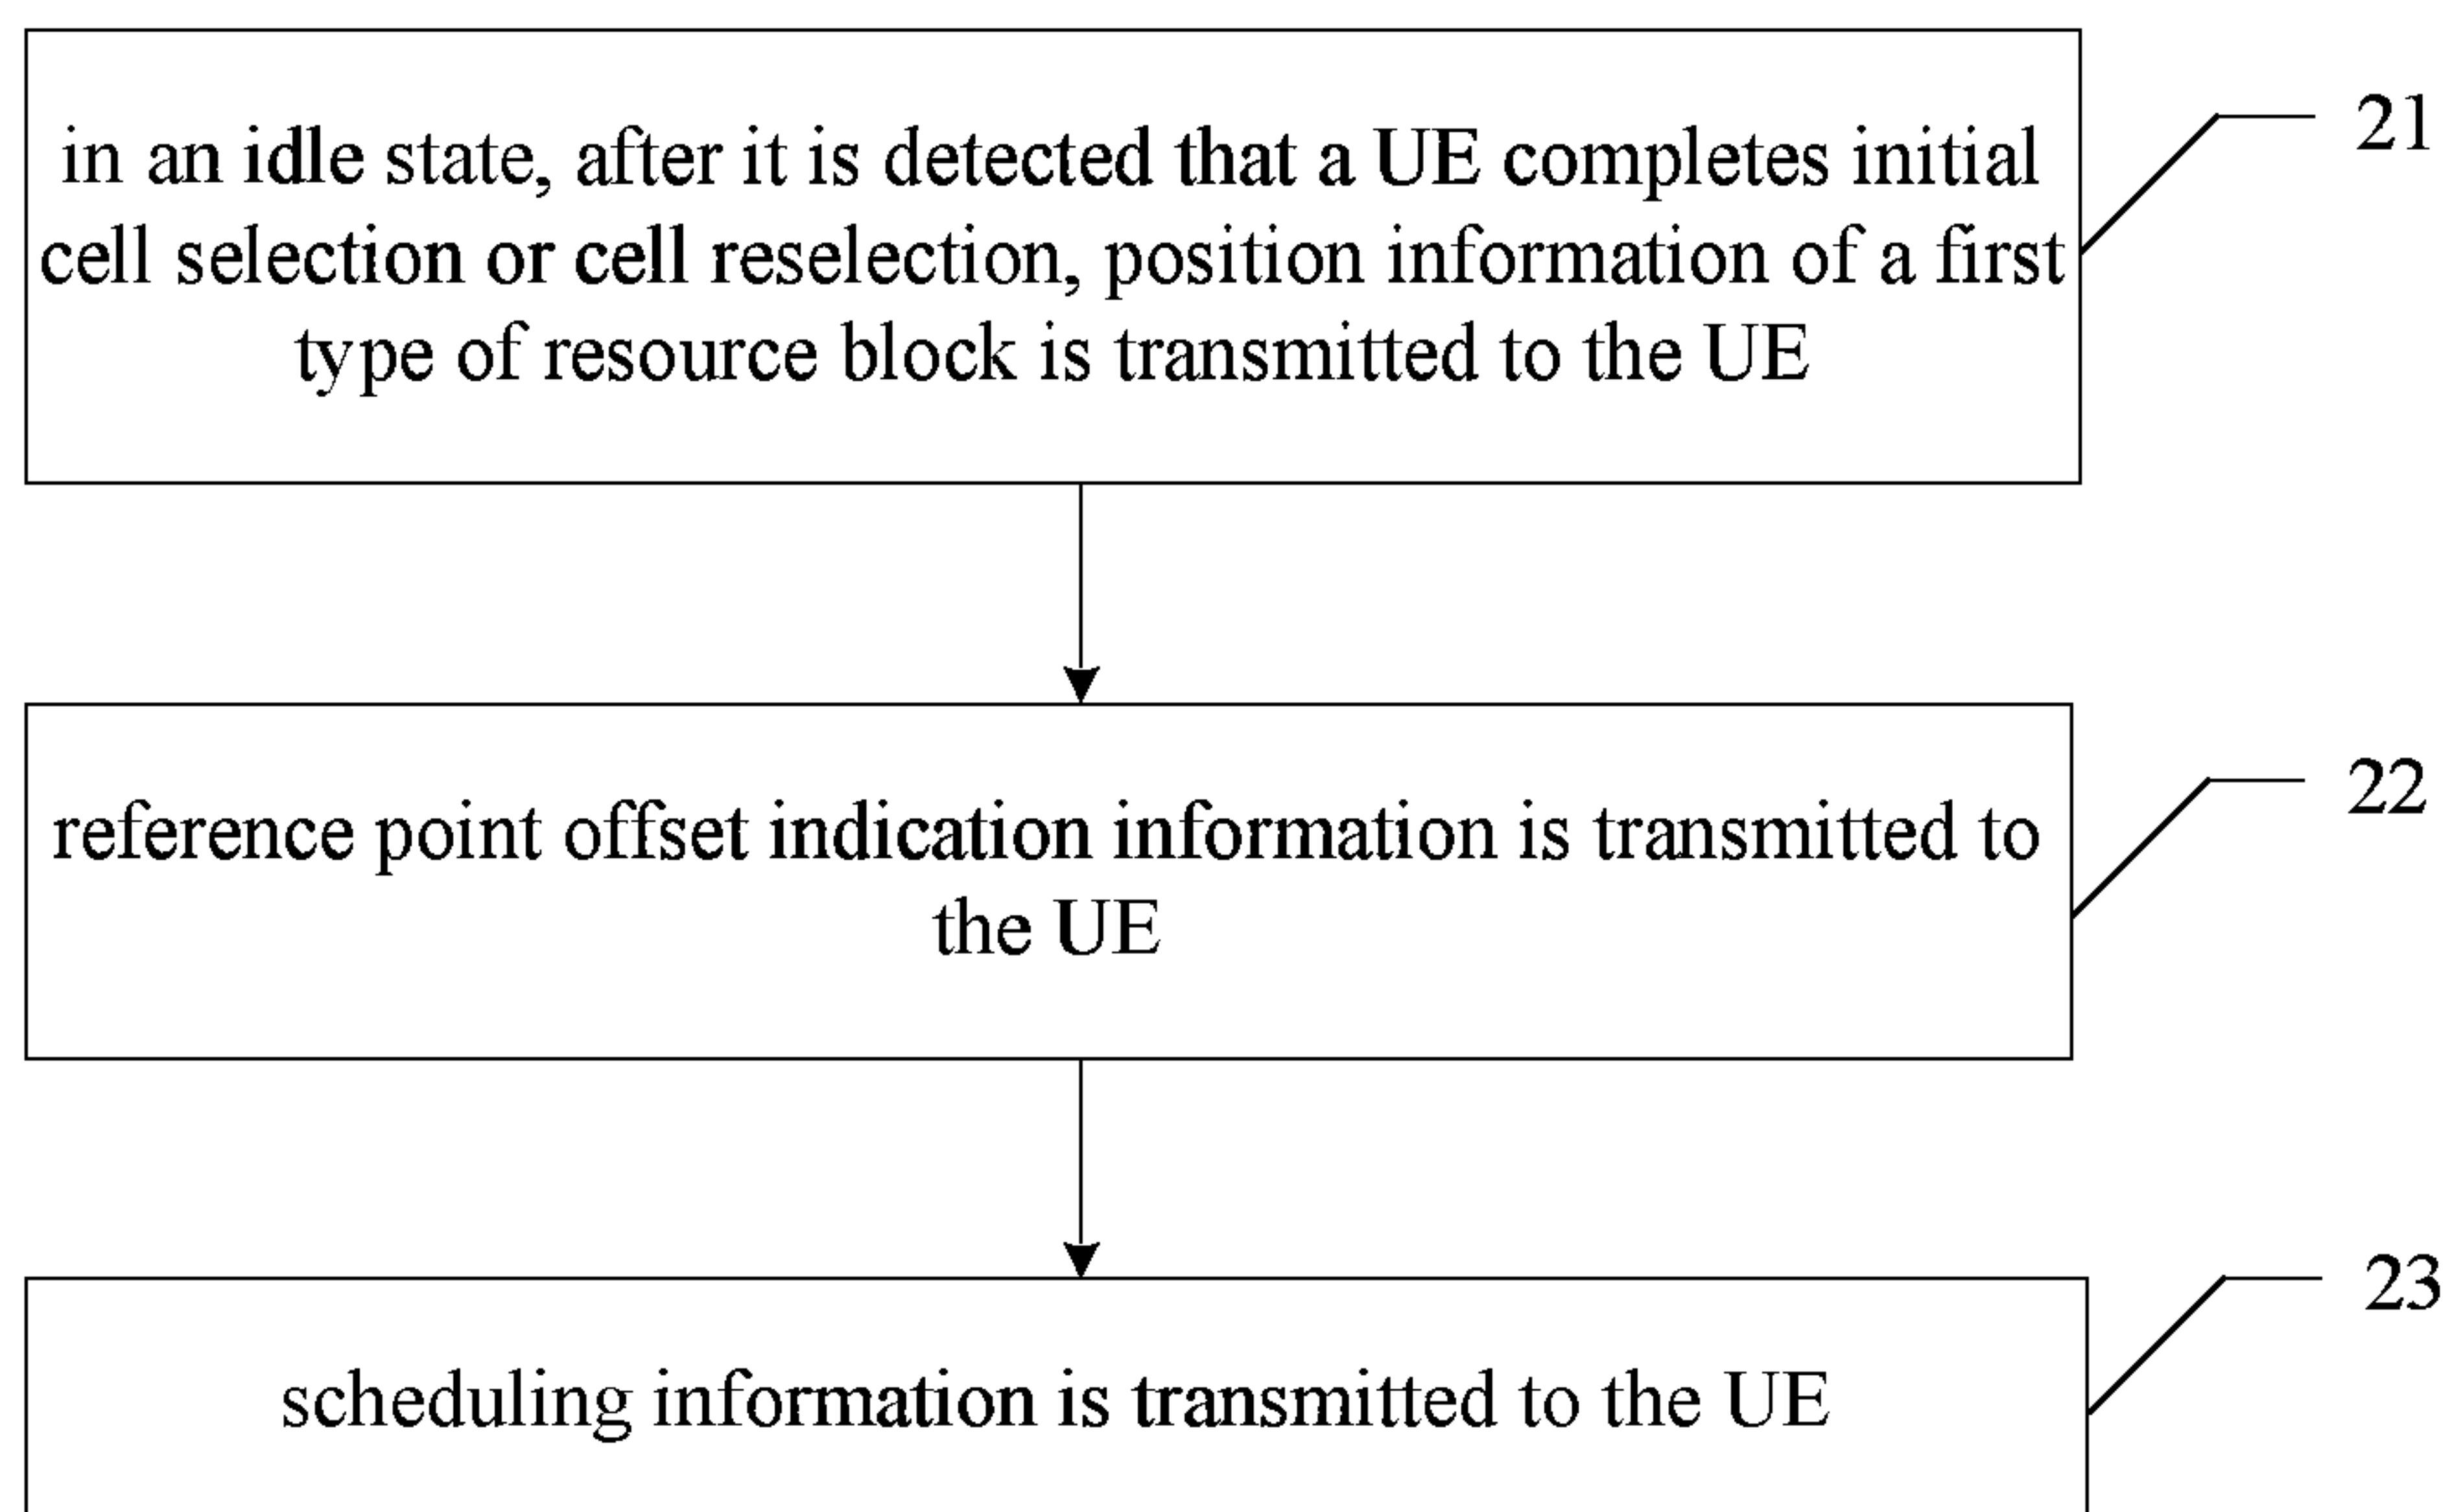 in an idle state, after it is detected that a UE completes initial
cell selection or cell reselection, position information of a first
type of resource block is transmitted to the UE
21
reference point offset indication information is transmitted to
the UE
22
scheduling information is transmitted to the UE
23